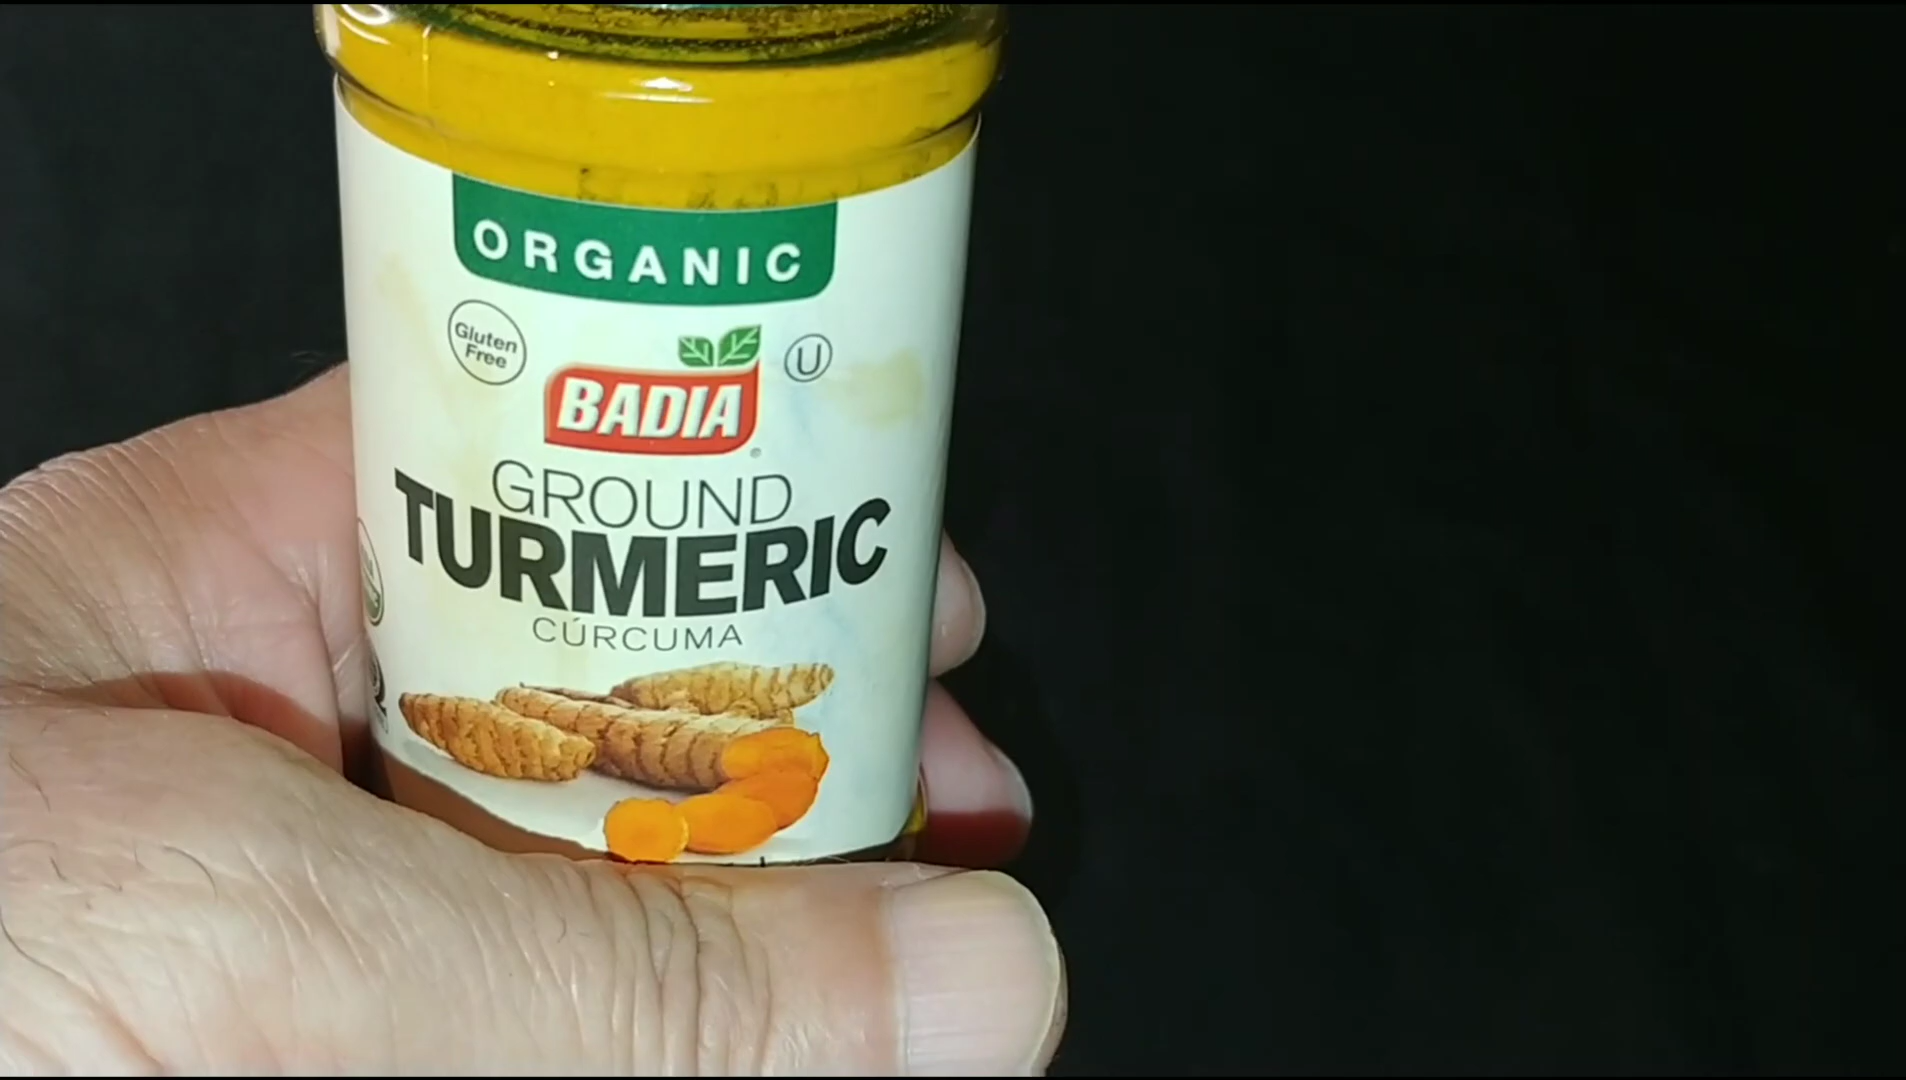 ORGANIC
Gluten
Free
U
BADIA
®
GROUND
TURMERIC
CÚRCUMA